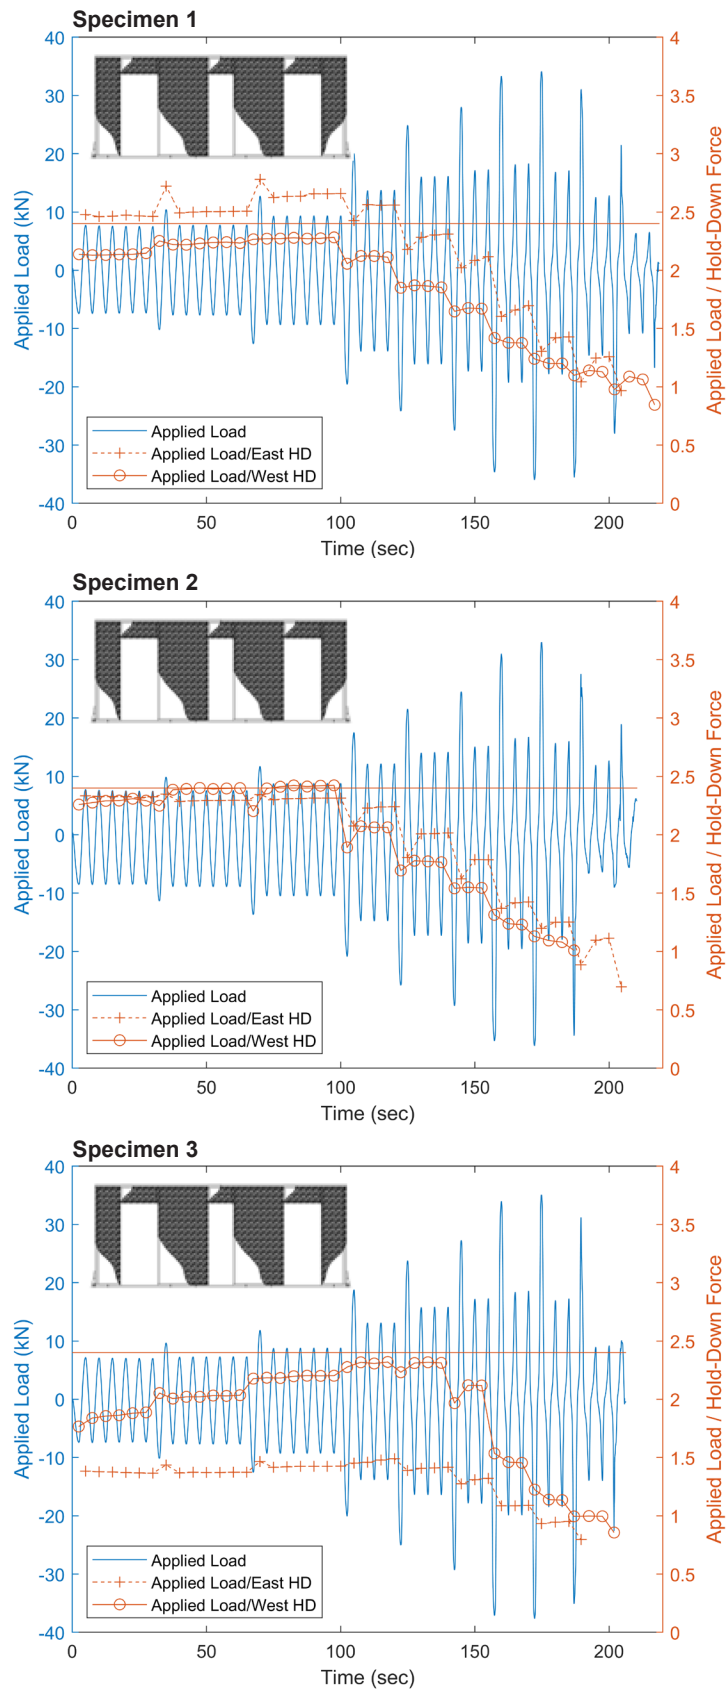 Specimen 1
40
30
20
10
0
-10
-20
-30
-40
Applied Load (kN)
4
3.5
3
2.5
2
1.5
1
0.5
0
Applied Load / Hold-Down Force
Applied Load
Applied Load/East HD
Applied Load/West HD
0 50 100 150 200
Time (sec)
Specimen 2
40
30
20
10
0
-10
-20
-30
-40
Applied Load (kN)
4
3.5
3
2.5
2
1.5
1
0.5
0
Applied Load / Hold-Down Force
Applied Load
Applied Load/East HD
Applied Load/West HD
0 50 100 150 200
Time (sec)
Specimen 3
40
30
20
10
0
-10
-20
-30
-40
Applied Load (kN)
4
3.5
3
2.5
2
1.5
1
0.5
0
Applied Load / Hold-Down Force
Applied Load
Applied Load/East HD
Applied Load/West HD
0 50 100 150 200
Time (sec)